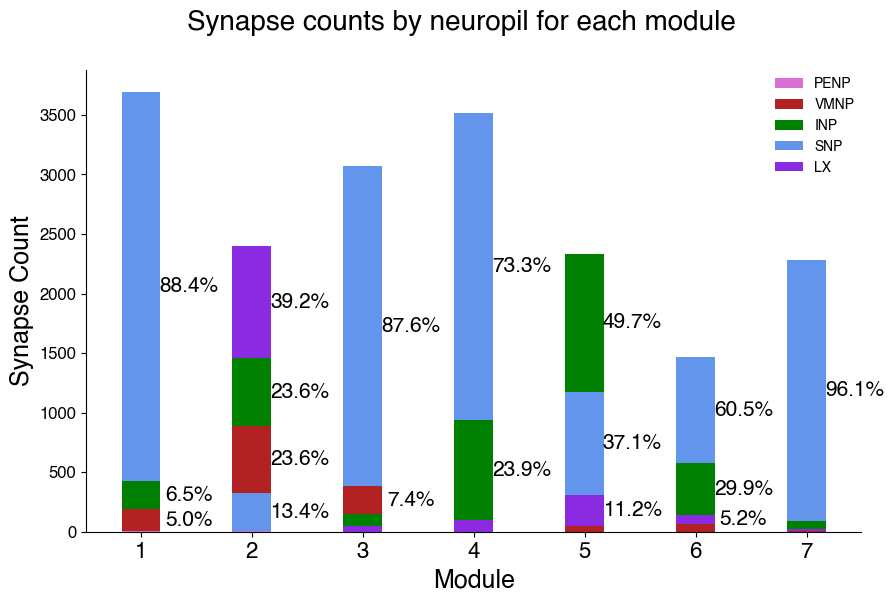 Synapse counts by neuropil for each module
Synapse Count
3500
3000
2500
2000
1500
1000
500
0
PENP
VMNP
INP
SNP
LX
88.4%
6.5%
5.0%
39.2%
23.6%
23.6%
13.4%
87.6%
7.4%
73.3%
23.9%
49.7%
37.1%
11.2%
60.5%
29.9%
5.2%
96.1%
1 2 3 4 5 6 7
Module